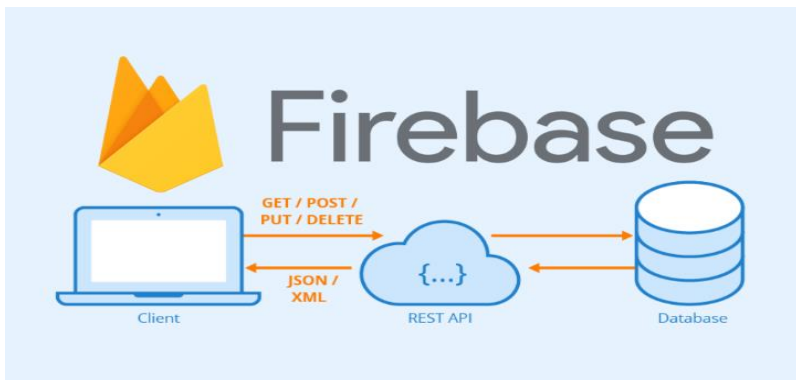 Firebase
GET / POST /
PUT / DELETE
JSON /
XML
{...}
Client
REST API
Database